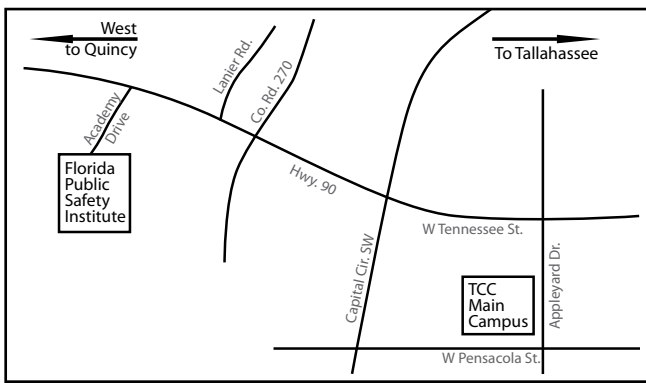 West
to Quincy
To Tallahassee
Lanier Rd.
Co. Rd. 270
Academy
Drive
Florida
Public
Safety
Institute
Hwy. 90
W Tennessee St.
Capital Cir. SW
TCC
Main
Campus
Appleyard Dr.
W Pensacola St.